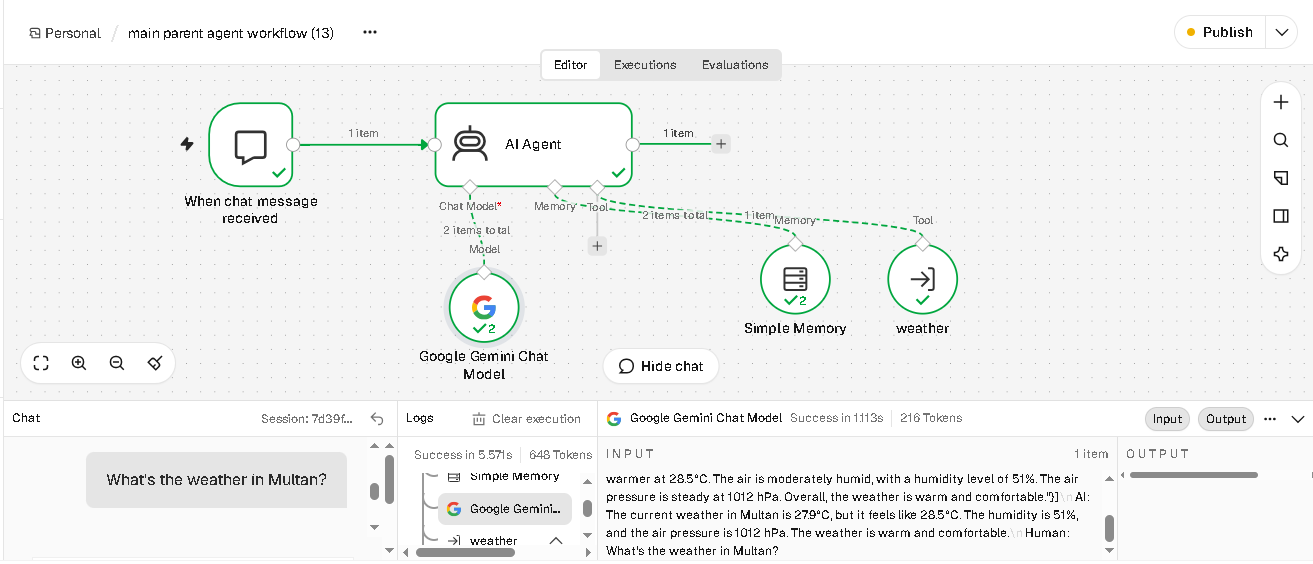 Personal / main parent agent workflow (13) ...
Publish
Editor Executions Evaluations
1 item
AI Agent
1 item
When chat message
received
Chat Model*
Memory
Tool
2 items total
1 item
Memory
Tool
2 items total
Model
2
Simple Memory
weather
2
Google Gemini Chat
Model
Hide chat
Chat
Session: 7d39f...
What's the weather in Multan?
Logs
Clear execution
Success in 5.571s | 648 Tokens
Simple Memory
Google Gemini...
weather
Google Gemini Chat Model Success in 1.113s | 216 Tokens
Input Output ...
INPUT
1 item
warmer at 28.5°C. The air is moderately humid, with a humidity level of 51%. The air
pressure is steady at 1012 hPa. Overall, the weather is warm and comfortable."}]\n AI:
The current weather in Multan is 27.9°C, but it feels like 28.5°C. The humidity is 51%,
and the air pressure is 1012 hPa. The weather is warm and comfortable.\n Human:
What's the weather in Multan?
OUTPUT